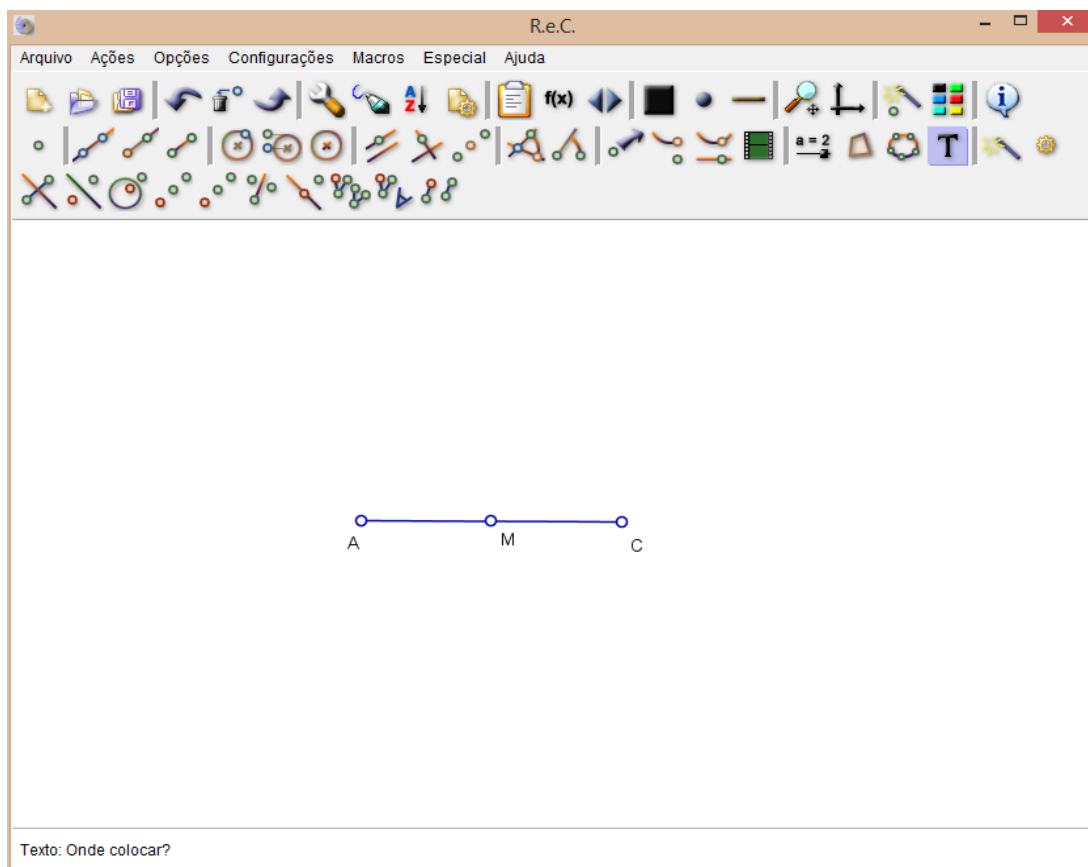 R.e.C.
Arquivo Ações Opções Configurações Macros Especial Ajuda
A Z f(x)
a = 2 T
A M C
Texto: Onde colocar?